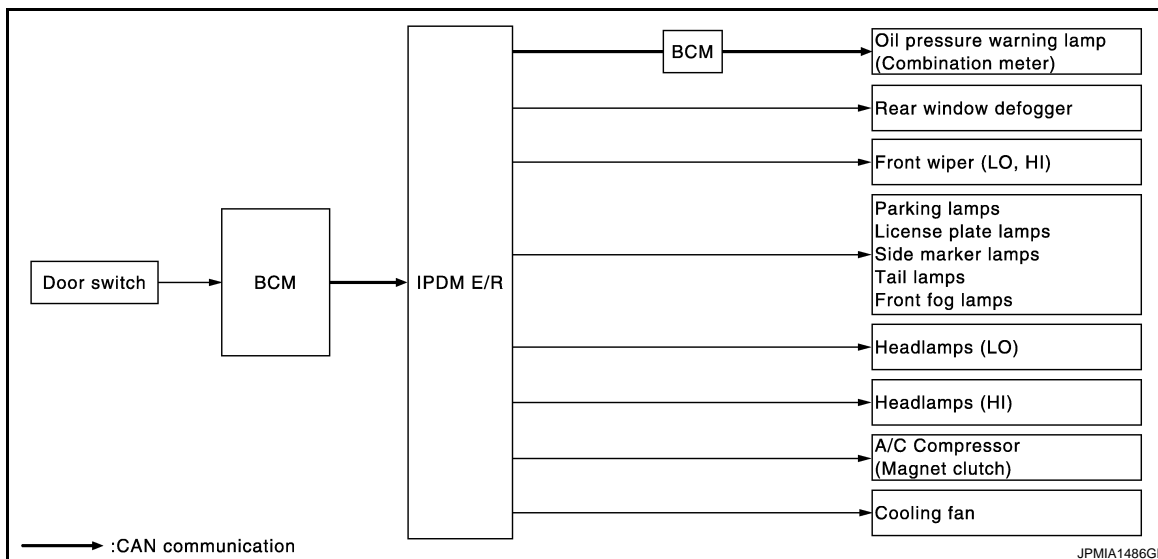 Door switch
BCM
IPDM E/R
BCM
Oil pressure warning lamp
(Combination meter)
Rear window defogger
Front wiper (LO, HI)
Parking lamps
License plate lamps
Side marker lamps
Tail lamps
Front fog lamps
Headlamps (LO)
Headlamps (HI)
A/C Compressor
(Magnet clutch)
Cooling fan
:CAN communication
JPMIA1486G